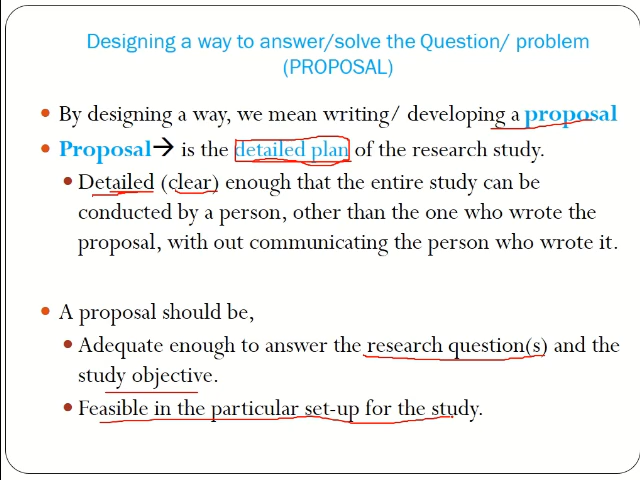 Designing a way to answer/solve the Question/ problem
(PROPOSAL)
• By designing a way, we mean writing/ developing a proposal
• Proposal→ is the detailed plan of the research study.
• Detailed (clear) enough that the entire study can be
conducted by a person, other than the one who wrote the
proposal, with out communicating the person who wrote it.
• A proposal should be,
• Adequate enough to answer the research question(s) and the
study objective.
• Feasible in the particular set-up for the study.